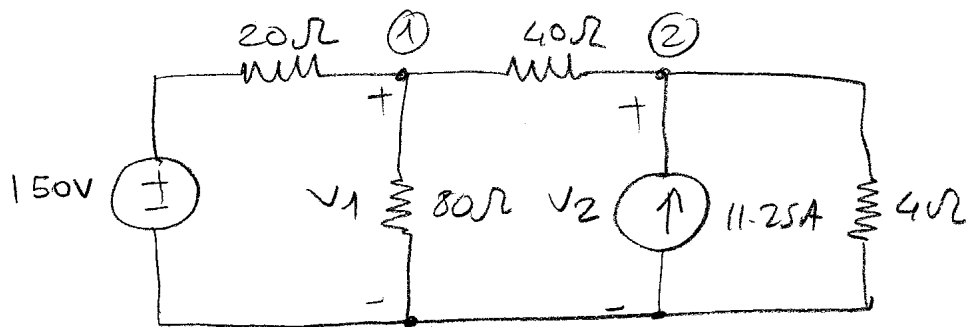 20Ω ① 40Ω ②
+ +
150V + - V1 80Ω V2 ↑ 11.25A 4Ω
- -